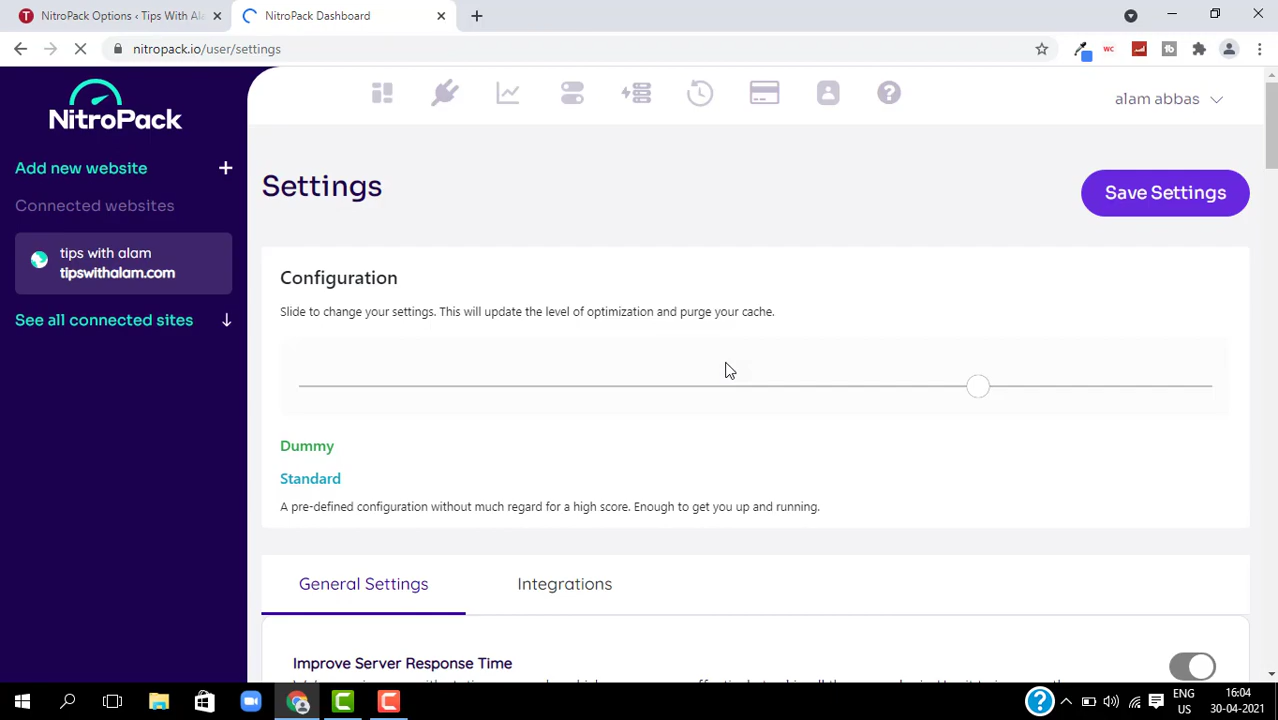 NitroPack Options ‹ Tips With Ala
NitroPack Dashboard
nitropack.io/user/settings
WC
NitroPack
alam abbas
Add new website
Connected websites
tips with alam
tipswithalam.com
See all connected sites
Settings
Save Settings
Configuration
Slide to change your settings. This will update the level of optimization and purge your cache.
Dummy
Standard
A pre-defined configuration without much regard for a high score. Enough to get you up and running.
General Settings
Integrations
Improve Server Response Time
ENG
US
16:04
30-04-2021